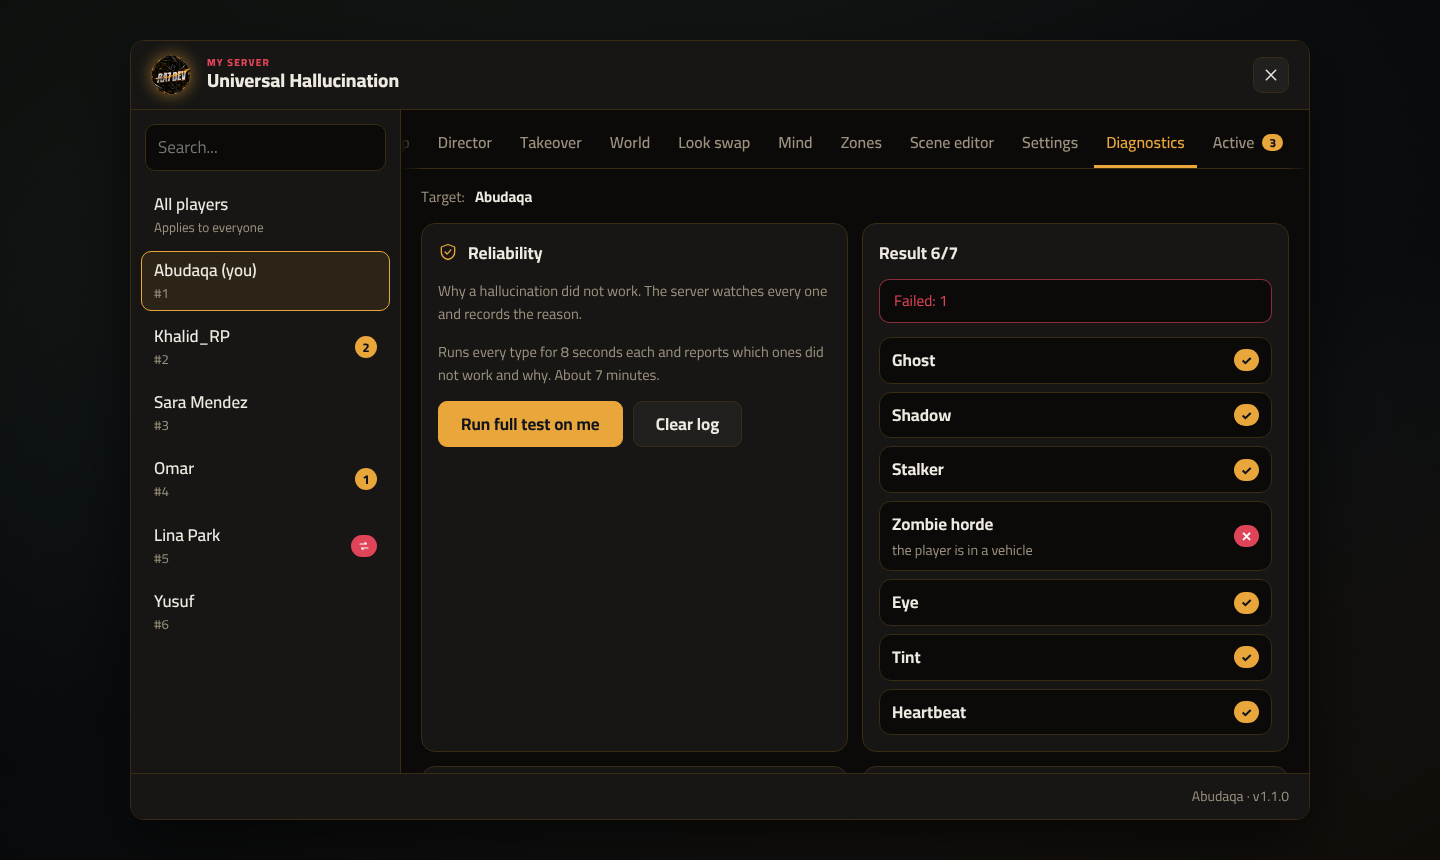 RATDEV
MY SERVER
Universal Hallucination
Search...
All players
Applies to everyone
Abudaqa (you)
#1
Khalid_RP
#2
2
Sara Mendez
#3
Omar
#4
1
Lina Park
#5
Yusuf
#6
Director Takeover World Look swap Mind Zones Scene editor Settings Diagnostics Active 3
Target: Abudaqa
Reliability
Why a hallucination did not work. The server watches every one
and records the reason.
Runs every type for 8 seconds each and reports which ones did
not work and why. About 7 minutes.
Run full test on me
Clear log
Result 6/7
Failed: 1
Ghost
Shadow
Stalker
Zombie horde
the player is in a vehicle
Eye
Tint
Heartbeat
Abudaqa · v1.1.0